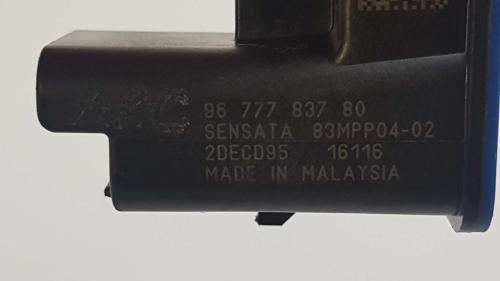 96 777 837 80
SENSATA 83MPP04-02
2DECD95 16116
MADE IN MALAYSIA